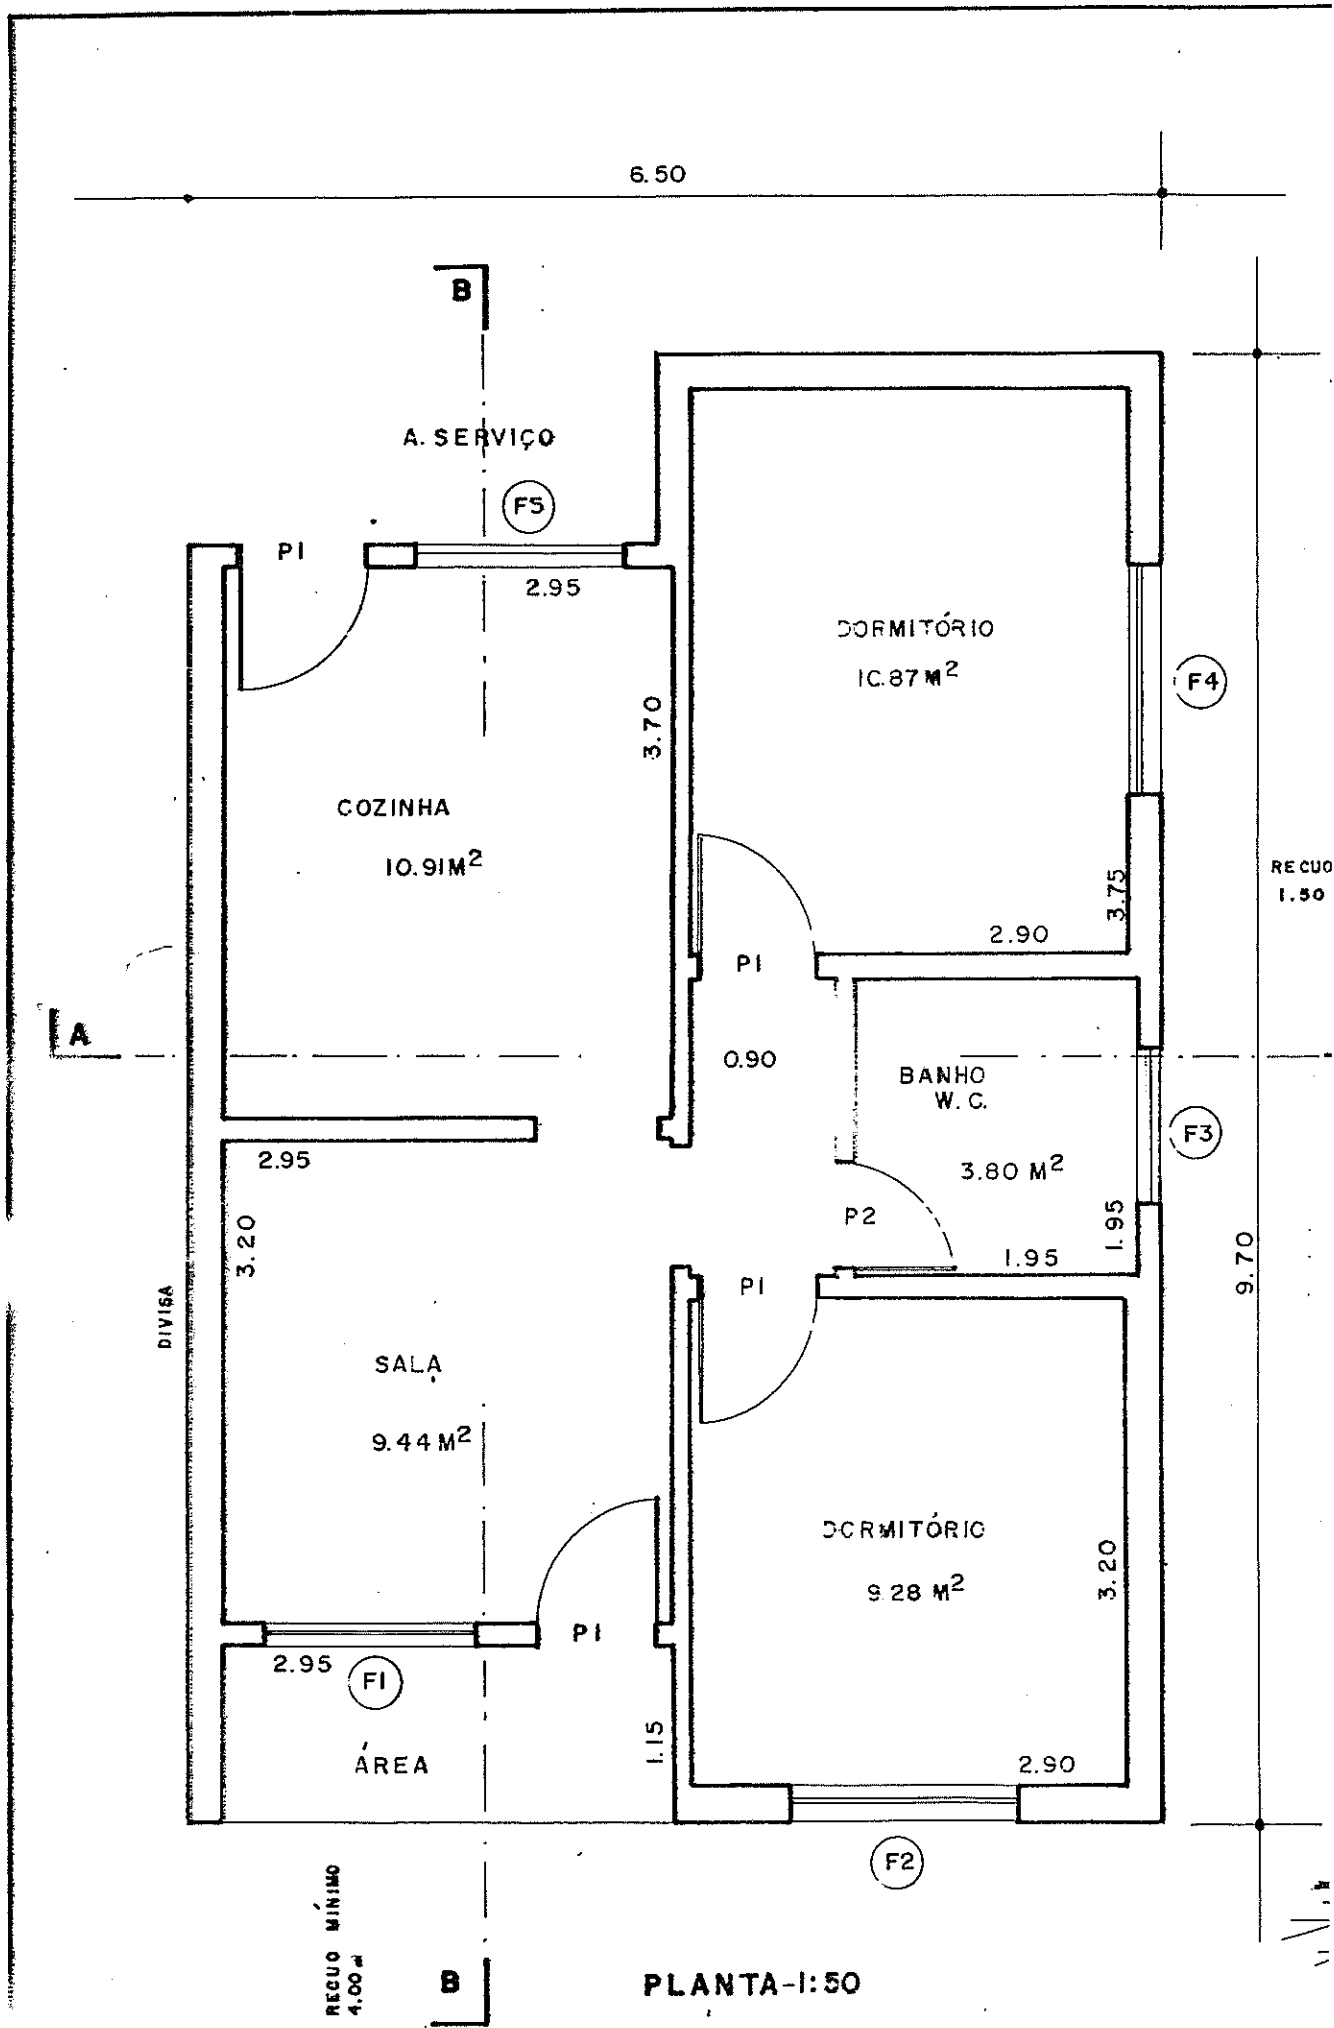 6.50
B
A. SERVIÇO
F5
P1
2.95
DORMITÓRIO
10.87 M²
F4
3.70
COZINHA
10.91 M²
RECUO
1.50
3.75
2.90
P1
A
0.90
BANHO
W. C.
F3
2.95
3.80 M²
P2
3.20
1.95
1.95
9.70
P1
DIVISA
SALA
9.44 M²
DORMITÓRIO
9.28 M²
3.20
P1
2.95
F1
1.15
ÁREA
2.90
F2
RECUO MÍNIMO
4.00 M
B
PLANTA-1:50